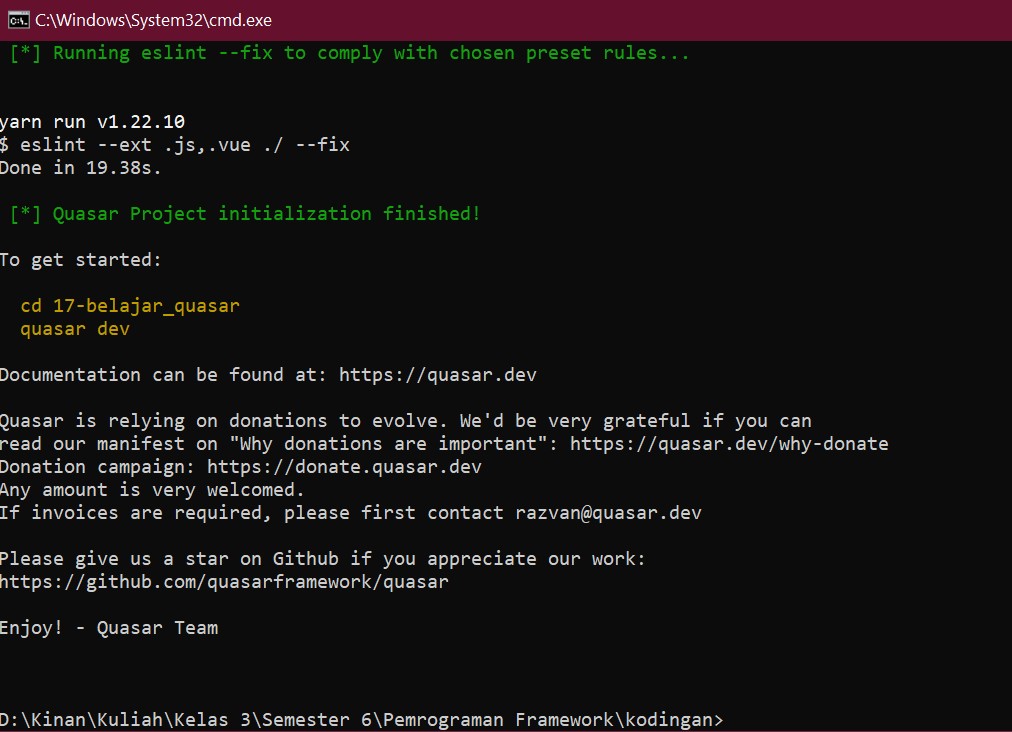 C:\Windows\System32\cmd.exe
[*] Running eslint --fix to comply with chosen preset rules...
yarn run v1.22.10
$ eslint --ext .js,.vue ./ --fix
Done in 19.38s.
[*] Quasar Project initialization finished!
To get started:
cd 17-belajar_quasar
quasar dev
Documentation can be found at: https://quasar.dev
Quasar is relying on donations to evolve. We'd be very grateful if you can
read our manifest on "Why donations are important": https://quasar.dev/why-donate
Donation campaign: https://donate.quasar.dev
Any amount is very welcomed.
If invoices are required, please first contact razvan@quasar.dev
Please give us a star on Github if you appreciate our work:
https://github.com/quasarframework/quasar
Enjoy! - Quasar Team
D:\Kinan\Kuliah\Kelas 3\Semester 6\Pemrograman Framework\kodingan>